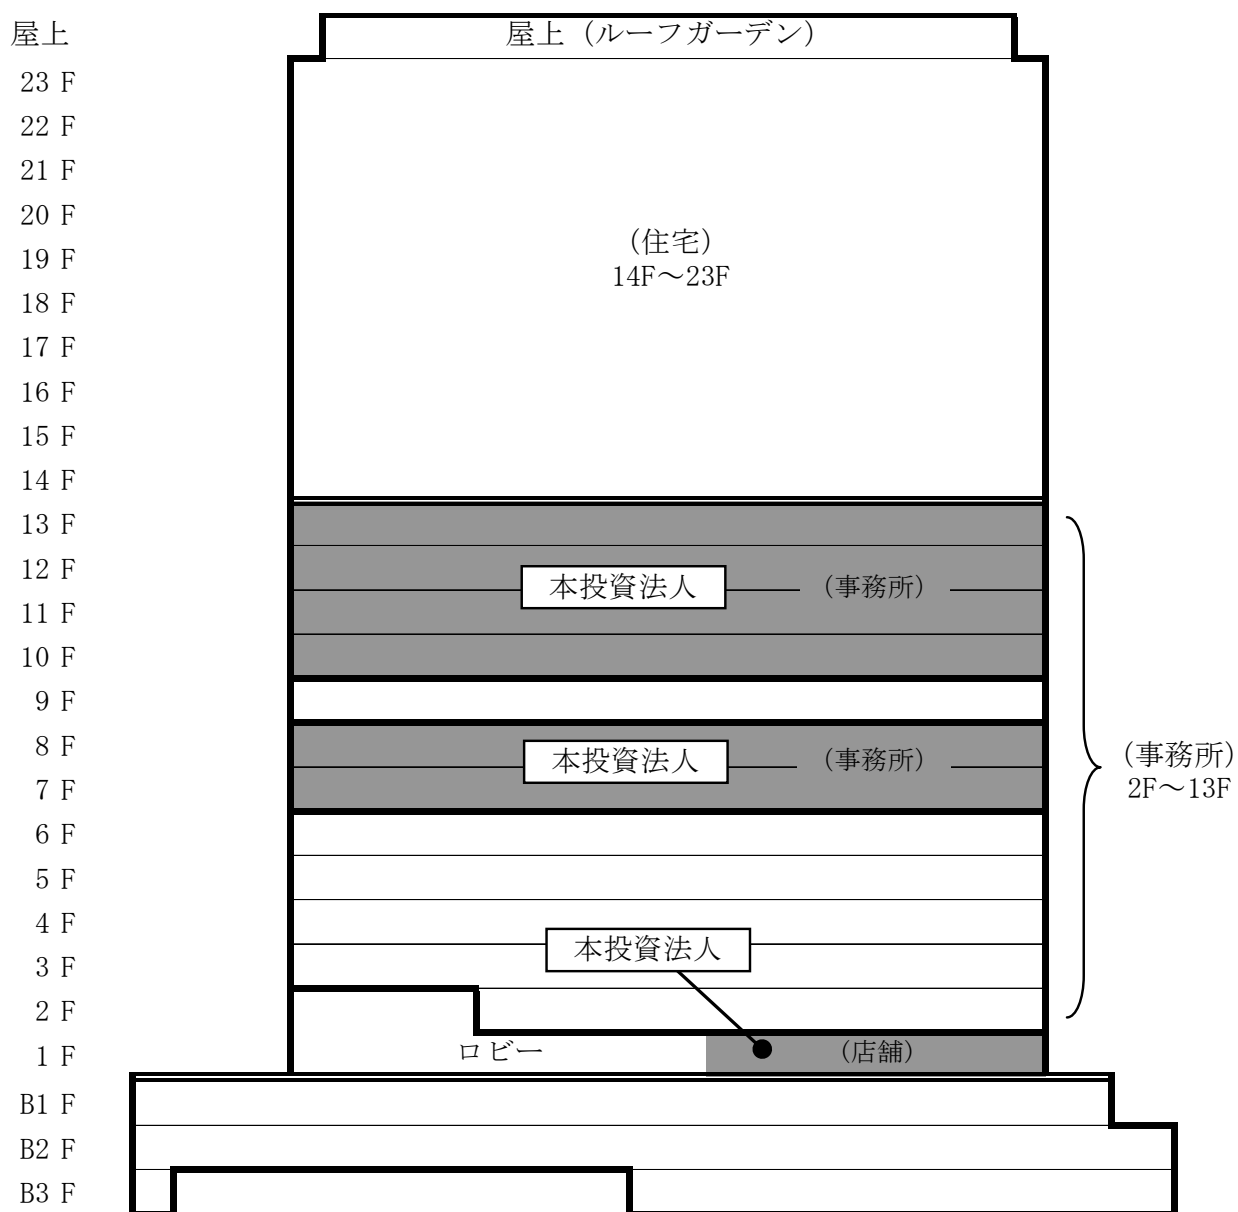 屋上
屋上（ルーフガーデン）
23 F
22 F
21 F
20 F
19 F
（住宅）
14F～23F
18 F
17 F
16 F
15 F
14 F
13 F
12 F
本投資法人
（事務所）
11 F
10 F
9 F
8 F
本投資法人
（事務所）
（事務所）
2F～13F
7 F
6 F
5 F
4 F
本投資法人
3 F
2 F
1 F
ロビー
（店舗）
B1 F
B2 F
B3 F